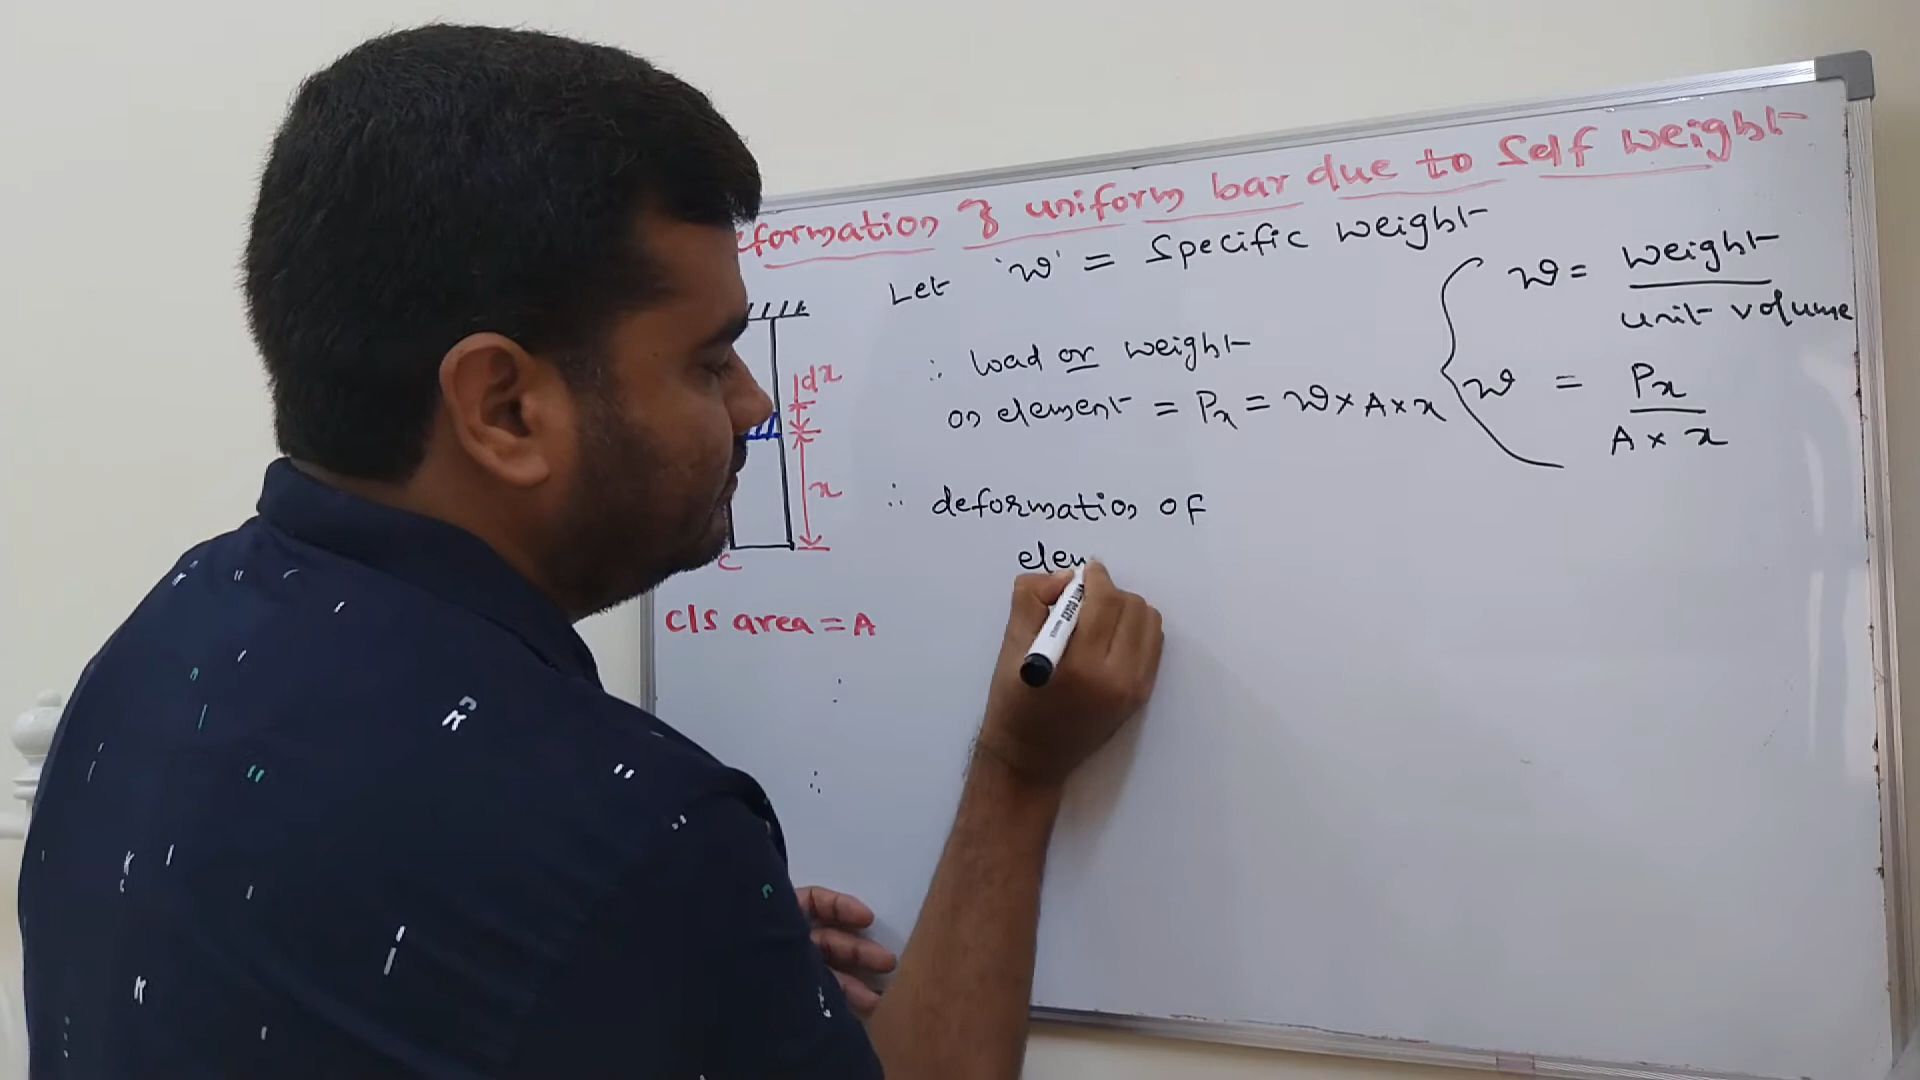 eformation of uniform bar due to Self weight
Let 'w' = Specific weight
w = weight / unit volume
∴ load or weight
on element = Px = w × A × x
w = Px / A × x
dx
x
∴ deformation of
elem
C
c/s area = A